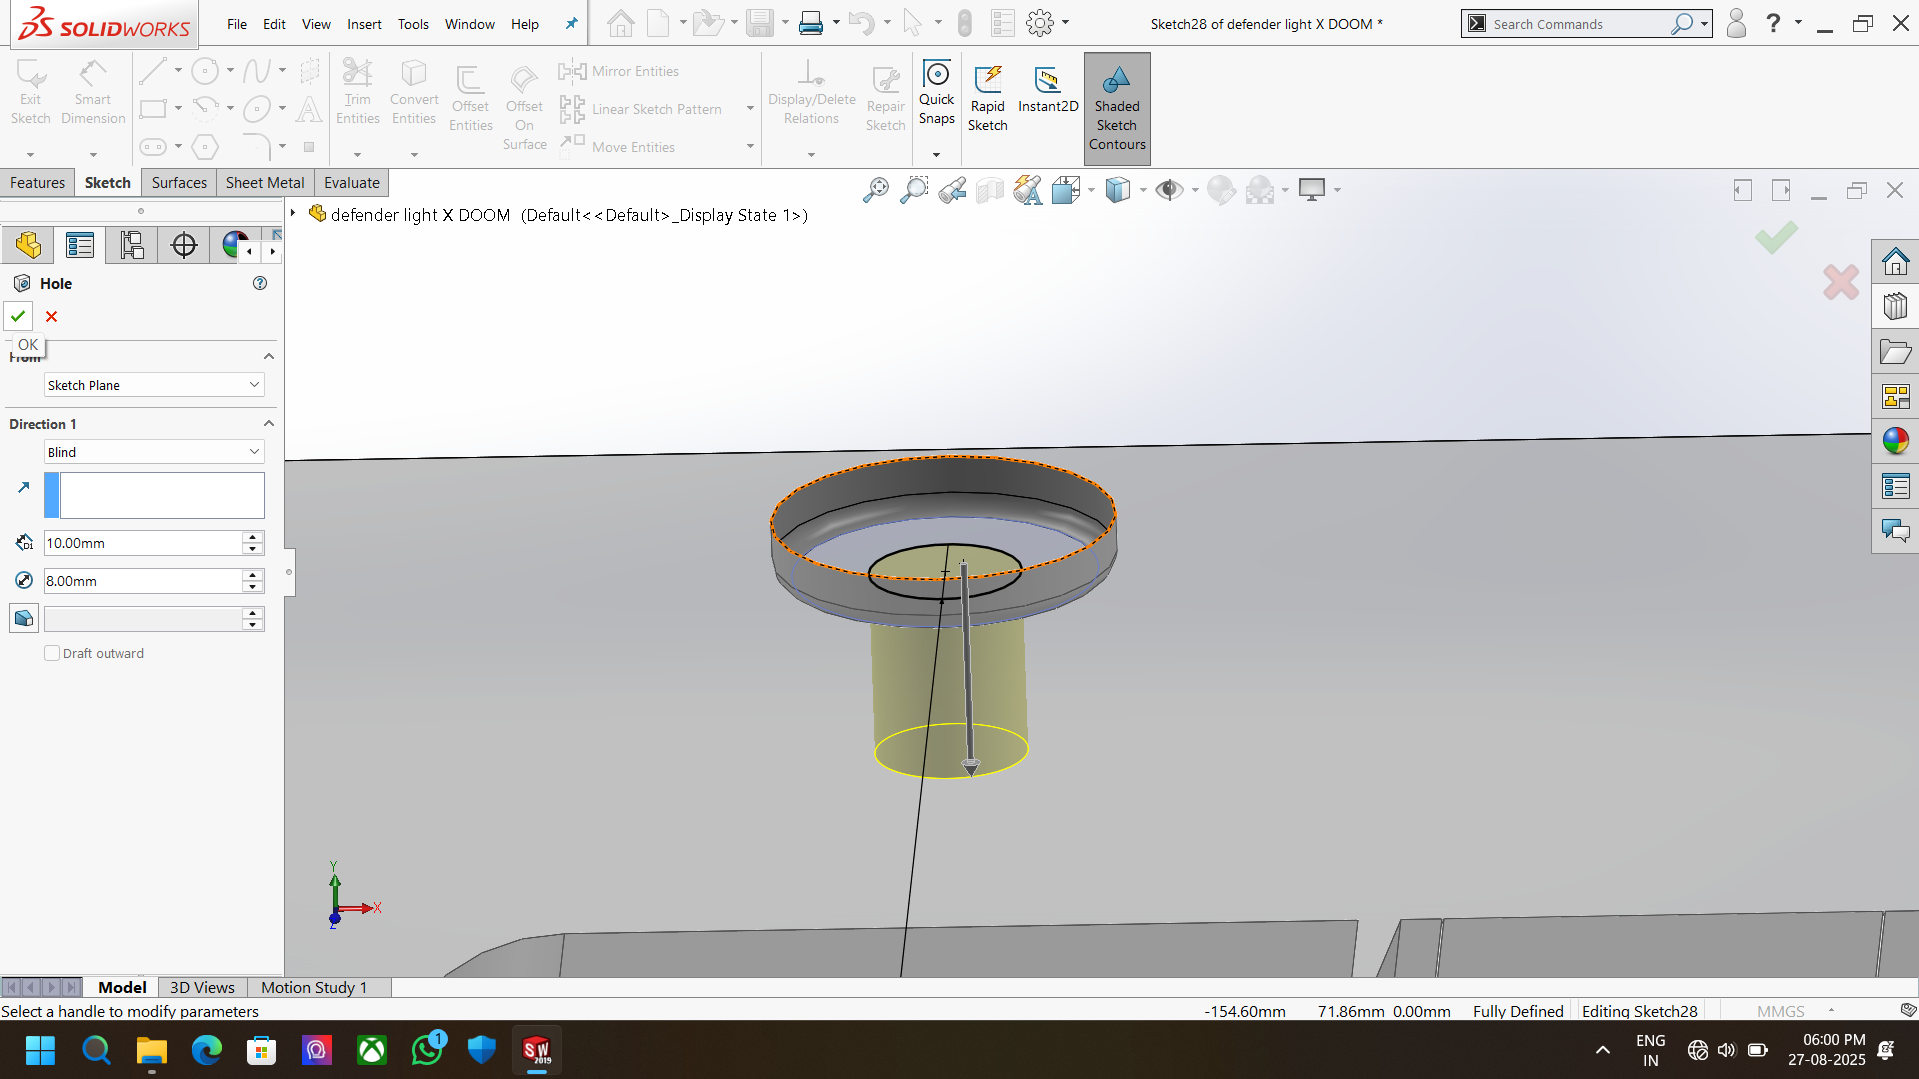 SOLIDWORKS
File Edit View Insert Tools Window Help
Sketch28 of defender light X DOOM *
Search Commands
Exit Sketch
Smart Dimension
Trim Entities
Convert Entities
Offset Entities
Offset On Surface
Mirror Entities
Linear Sketch Pattern
Move Entities
Display/Delete Relations
Repair Sketch
Quick Snaps
Rapid Sketch
Instant2D
Shaded Sketch Contours
Features Sketch Surfaces Sheet Metal Evaluate
defender light X DOOM (Default<<Default>_Display State 1>)
Hole
OK
From
Sketch Plane
Direction 1
Blind
D1
10.00mm
8.00mm
Draft outward
Y
X
Z
Model 3D Views Motion Study 1
Select a handle to modify parameters
-154.60mm 71.86mm 0.00mm Fully Defined Editing Sketch28 MMGS
1
SW
2019
ENG
IN
06:00 PM
27-08-2025